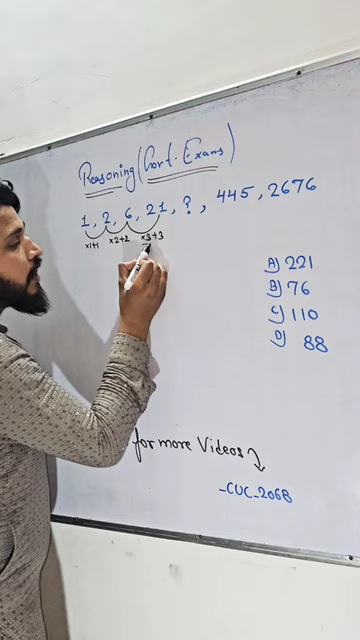 Reasoning (Gort. Exams)
1, 2, 6, 21, ?, 445, 2676
×1+1 ×2+2 ×3+3
A) 221
B) 76
C) 110
D) 88
for more Videos
-CUC-2068